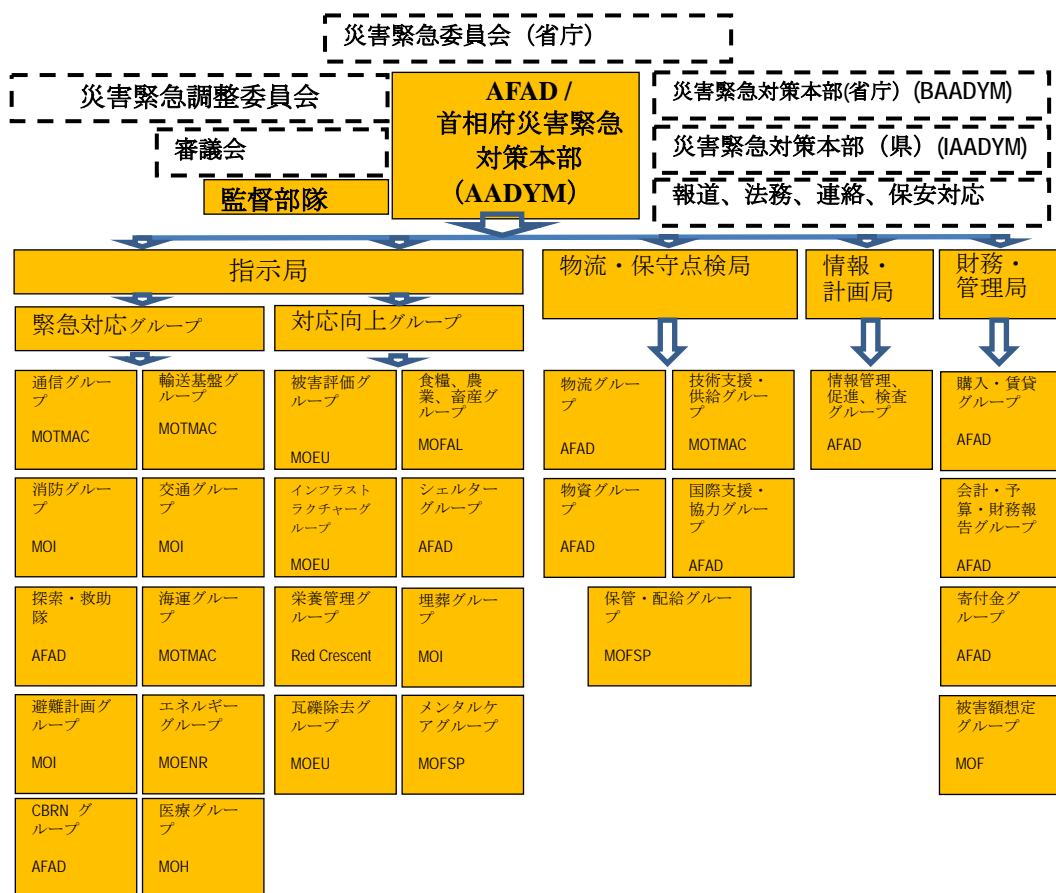 災害緊急委員会（省庁）
災害緊急調整委員会
審議会
監督部隊
AFAD /
首相府災害緊急
対策本部
（AADYM）
災害緊急対策本部(省庁) (BAADYM)
災害緊急対策本部（県）(IAADYM)
報道、法務、連絡、保安対応
指示局
物流・保守点検局
情報・
計画局
財務・
管理局
緊急対応グループ
対応向上グループ
通信グルー
プ
MOTMAC
輸送基盤グ
ループ
MOTMAC
被害評価グ
ループ
MOEU
食糧、農
業、畜産グ
ループ
MOFAL
物流グルー
プ
AFAD
技術支援・
供給グループ
MOTMAC
情報管理、
促進、検査
グループ
AFAD
購入・賃貸
グループ
AFAD
消防グルー
プ
MOI
交通グルー
プ
MOI
インフラスト
ラクチャーグ
ループ
MOEU
シェルター
グループ
AFAD
物資グルー
プ
AFAD
国際支援・
協力グルー
プ
AFAD
会計・予
算・財務報
告グループ
AFAD
探索・救助
隊
AFAD
海運グルー
プ
MOTMAC
栄養管理グ
ループ
Red Crescent
埋葬グルー
プ
MOI
保管・配給グルー
プ
MOFSP
寄付金グ
ループ
AFAD
避難計画グ
ループ
MOI
エネルギー
グループ
MOENR
瓦礫除去グ
ループ
MOEU
メンタルケ
アグループ
MOFSP
被害額想定
グループ
MOF
CBRN グ
ループ
AFAD
医療グルー
プ
MOH